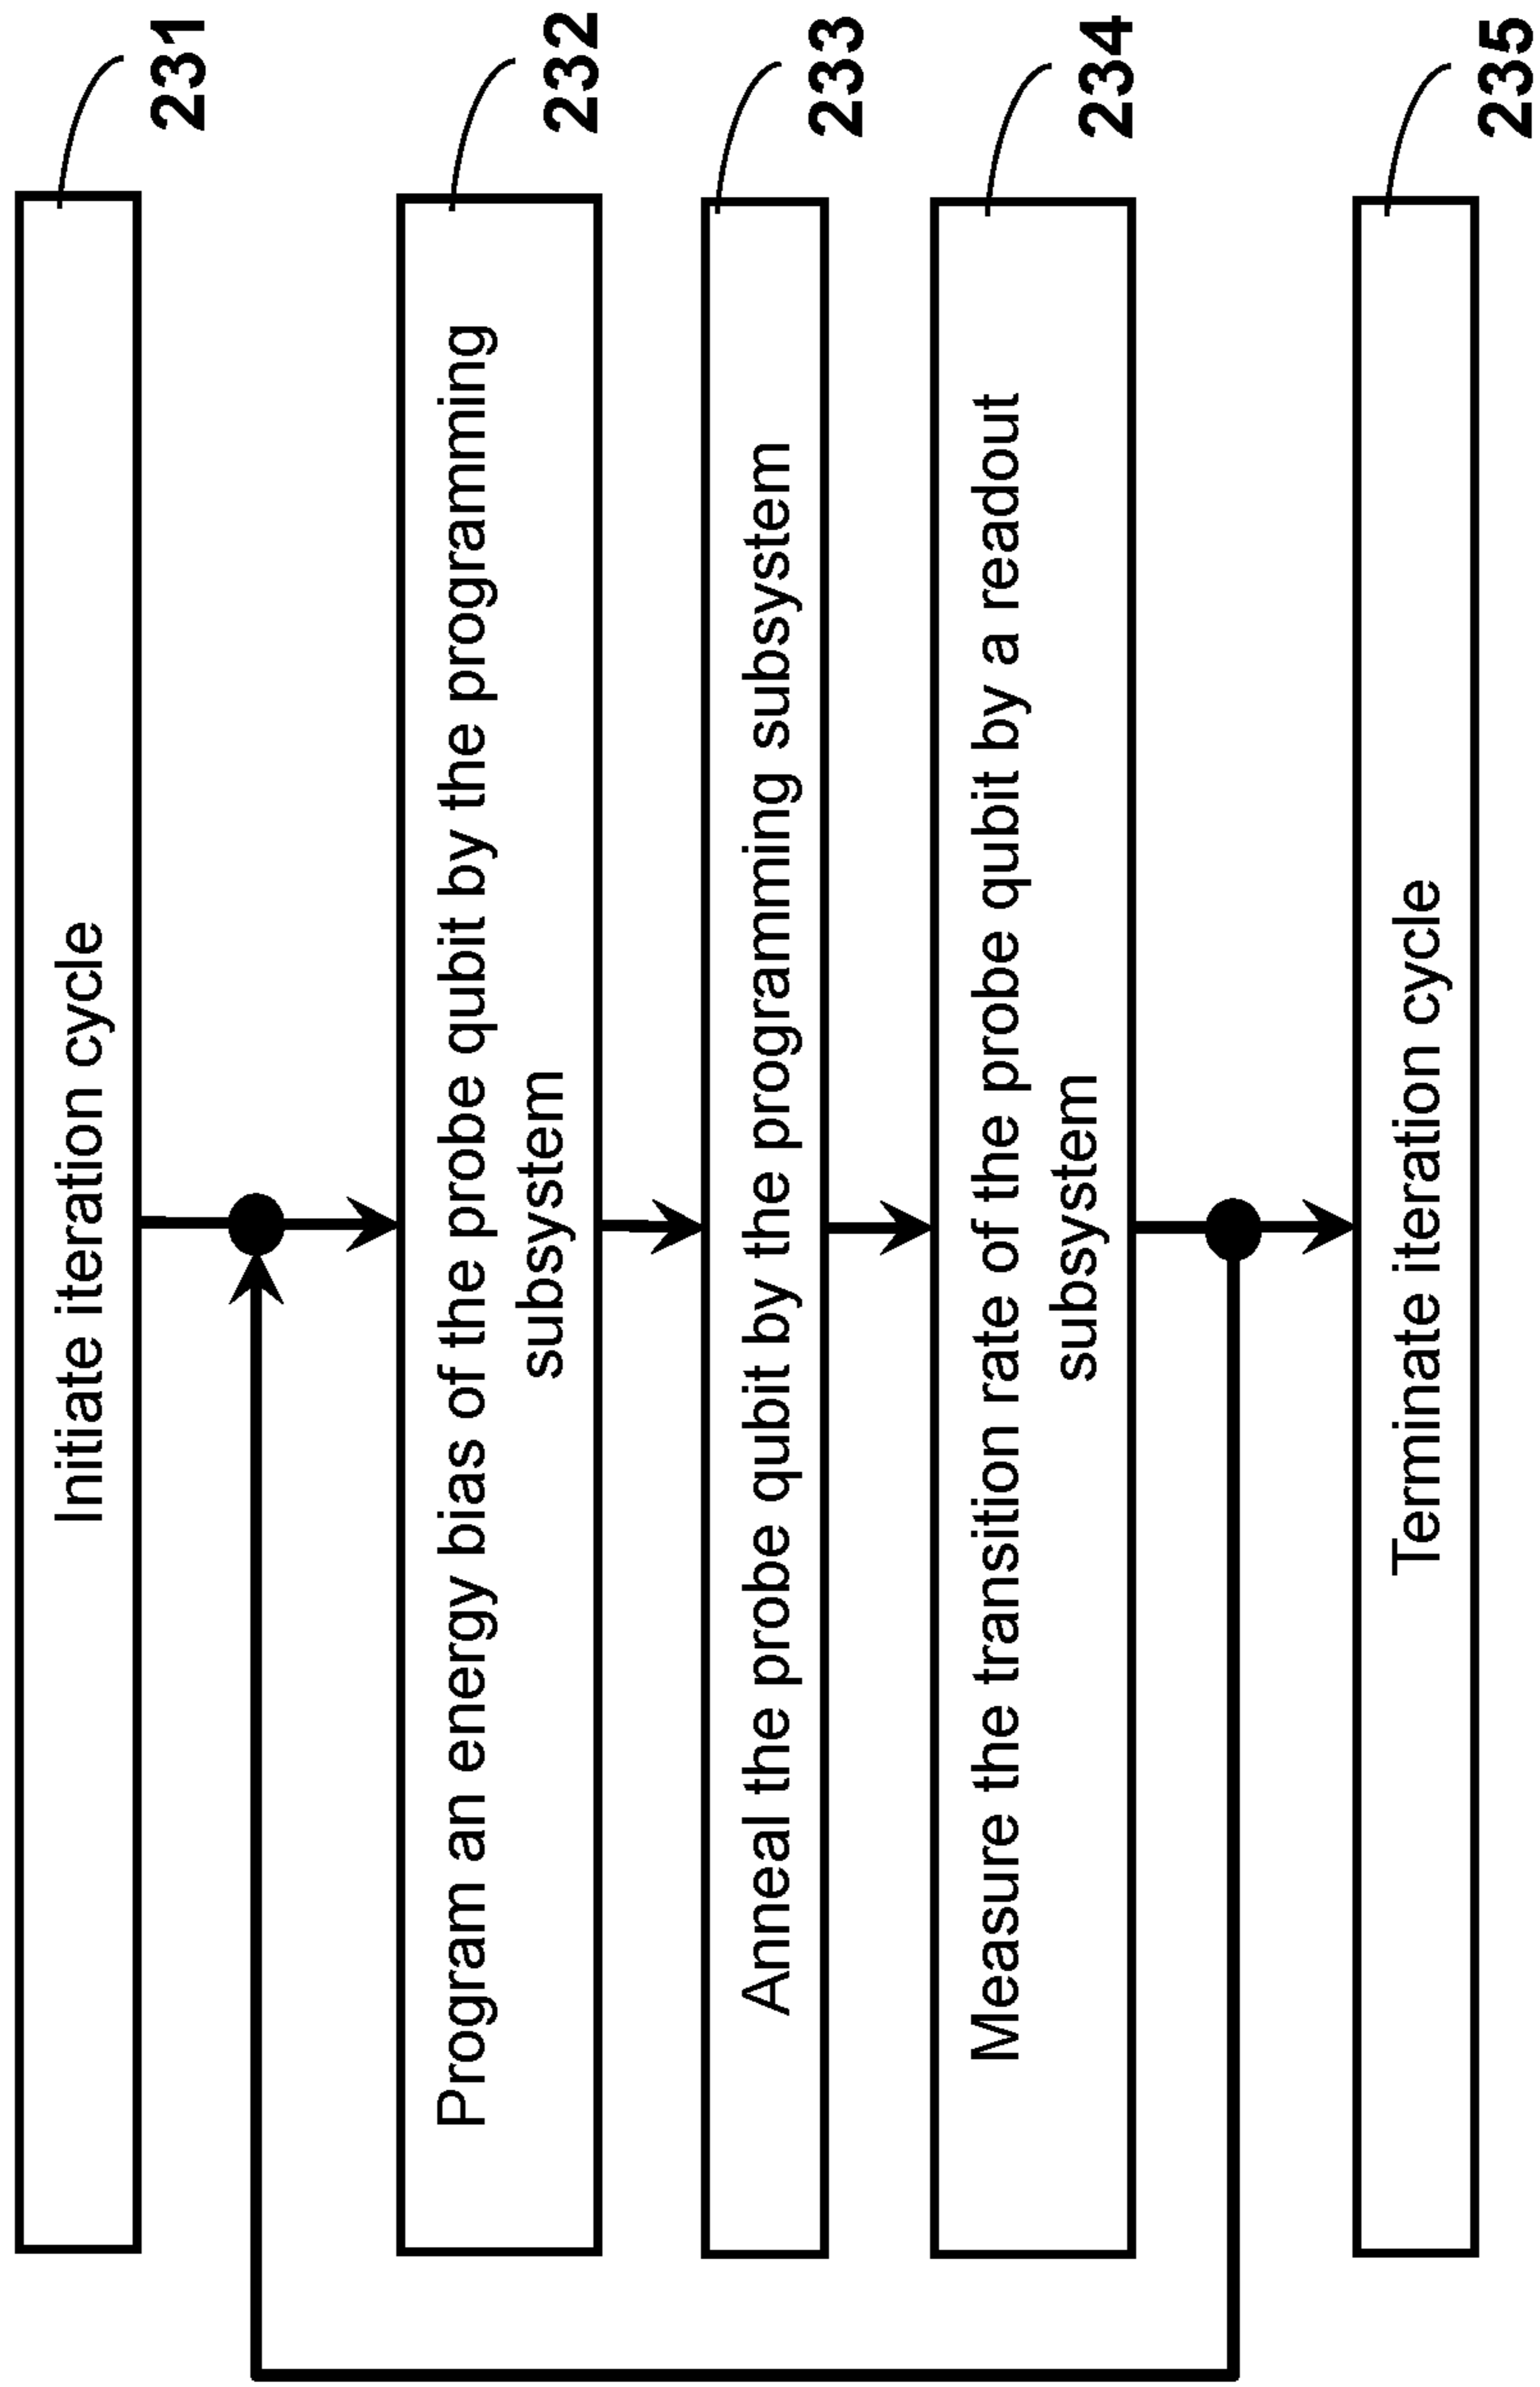 Initiate iteration cycle
231
Program an energy bias of the probe qubit by the programming
subsystem
232
Anneal the probe qubit by the programming subsystem
233
Measure the transition rate of the probe qubit by a readout
subsystem
234
Terminate iteration cycle
235